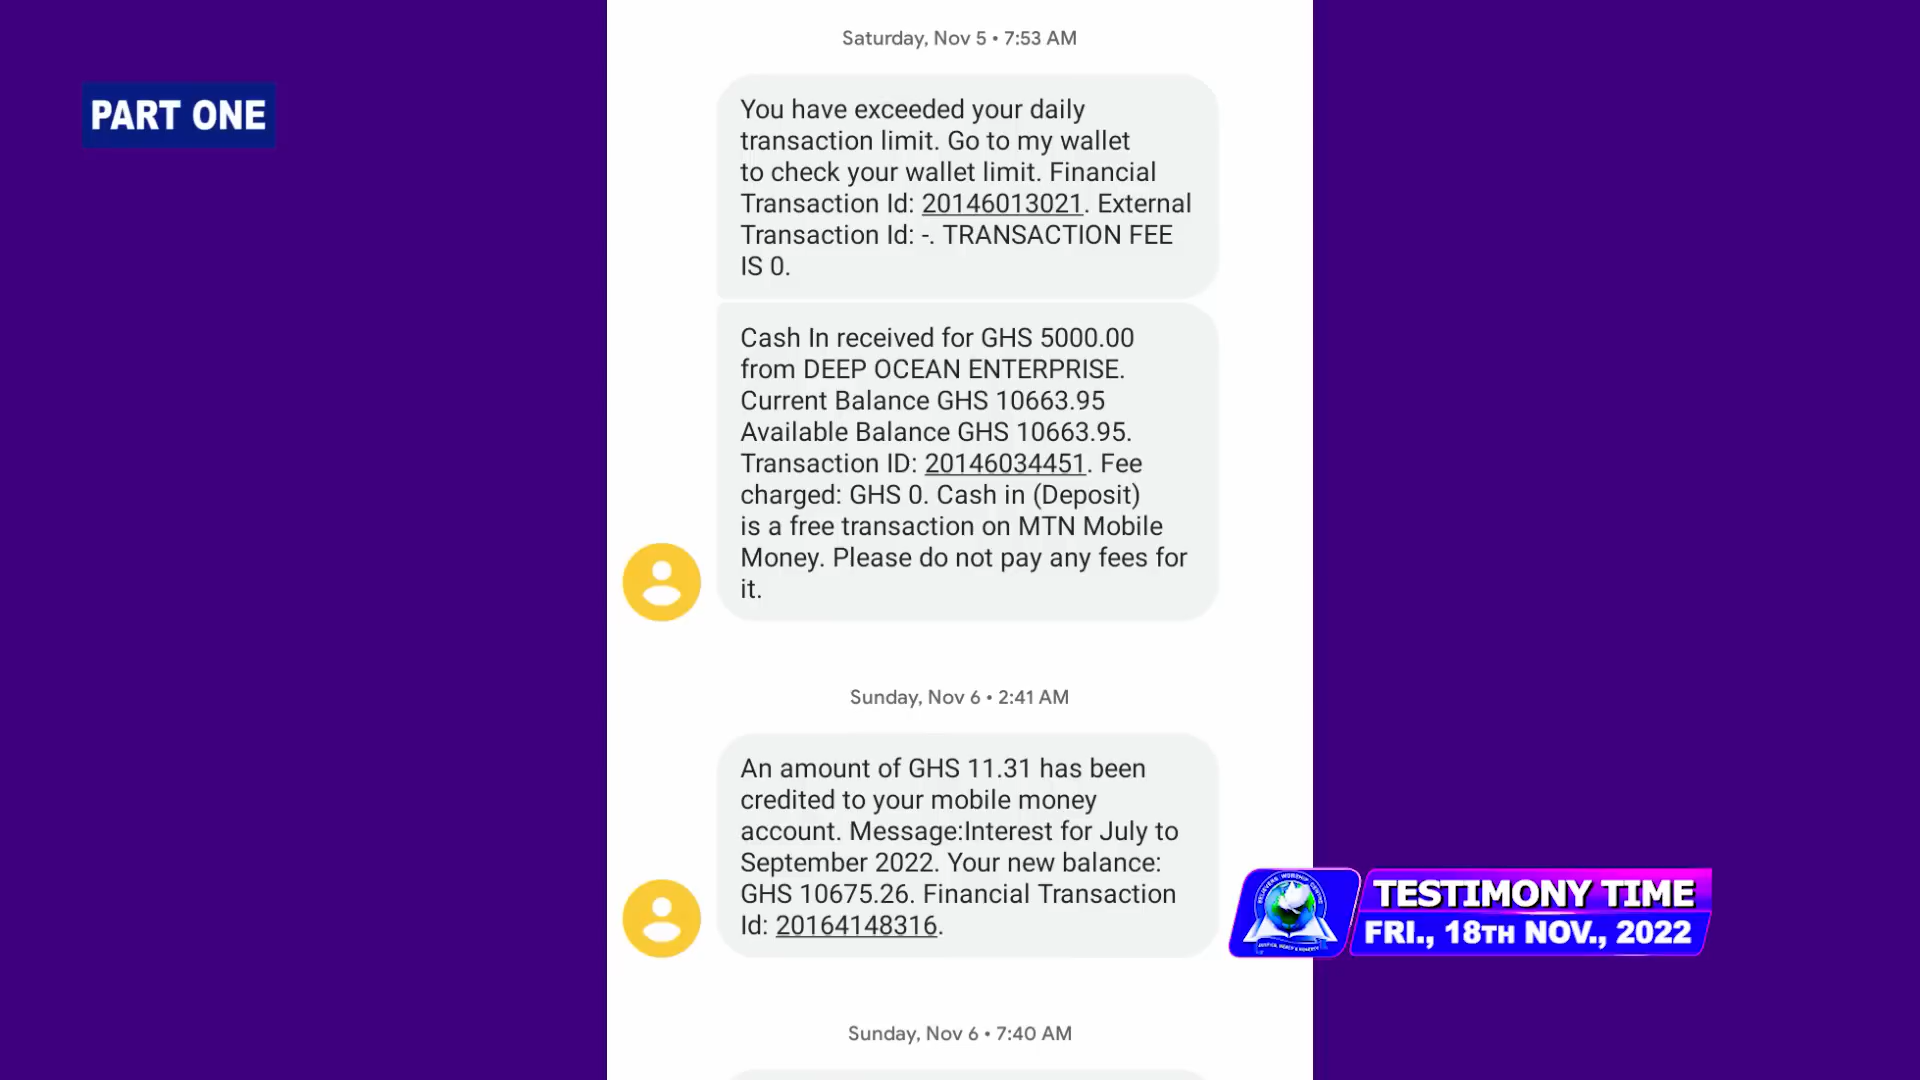 PART ONE
Saturday, Nov 5 • 7:53 AM
You have exceeded your daily
transaction limit. Go to my wallet
to check your wallet limit. Financial
Transaction Id: 20146013021. External
Transaction Id: -. TRANSACTION FEE
IS 0.
Cash In received for GHS 5000.00
from DEEP OCEAN ENTERPRISE.
Current Balance GHS 10663.95
Available Balance GHS 10663.95.
Transaction ID: 20146034451. Fee
charged: GHS 0. Cash in (Deposit)
is a free transaction on MTN Mobile
Money. Please do not pay any fees for
it.
Sunday, Nov 6 • 2:41 AM
An amount of GHS 11.31 has been
credited to your mobile money
account. Message:Interest for July to
September 2022. Your new balance:
GHS 10675.26. Financial Transaction
Id: 20164148316.
TESTIMONY TIME
FRI., 18TH NOV., 2022
Sunday, Nov 6 • 7:40 AM